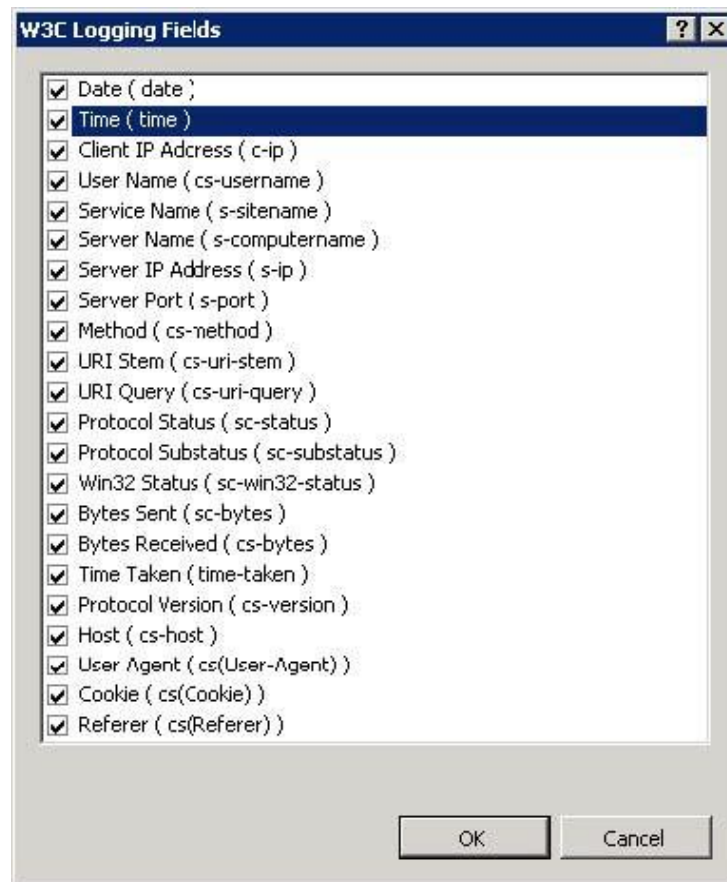 W3C Logging Fields
Date ( date )
Time ( time )
Client IP Address ( c-ip )
User Name ( cs-username )
Service Name ( s-sitename )
Server Name ( s-computername )
Server IP Address ( s-ip )
Server Port ( s-port )
Method ( cs-method )
URI Stem ( cs-uri-stem )
URI Query ( cs-uri-query )
Protocol Status ( sc-status )
Protocol Substatus ( sc-substatus )
Win32 Status ( sc-win32-status )
Bytes Sent ( sc-bytes )
Bytes Received ( cs-bytes )
Time Taken ( time-taken )
Protocol Version ( cs-version )
Host ( cs-host )
User Agent ( cs(User-Agent) )
Cookie ( cs(Cookie) )
Referer ( cs(Referer) )
OK Cancel